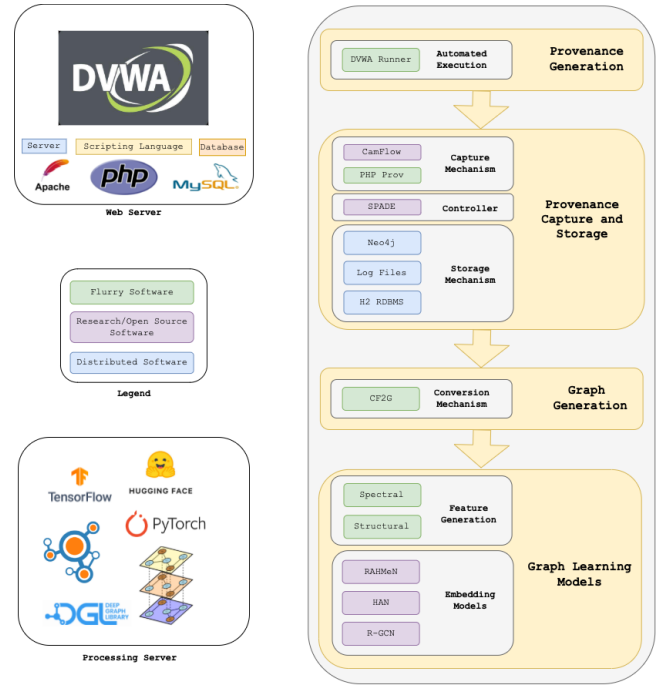 DVWA
Server
Scripting Language
Database
Apache
php
MySQL
Web Server
Flurry Software
Research/Open Source
Software
Distributed Software
Legend
TensorFlow
HUGGING FACE
PyTorch
DGL
DEEP
GRAPH
LIBRARY
Processing Server
DVWA Runner
Automated
Execution
Provenance
Generation
CamFlow
PHP Prov
Capture
Mechanism
SPADE
Controller
Neo4j
Log Files
H2 RDBMS
Storage
Mechanism
Provenance
Capture and
Storage
CF2G
Conversion
Mechanism
Graph
Generation
Spectral
Structural
Feature
Generation
RAHMeN
HAN
R-GCN
Embedding
Models
Graph Learning
Models